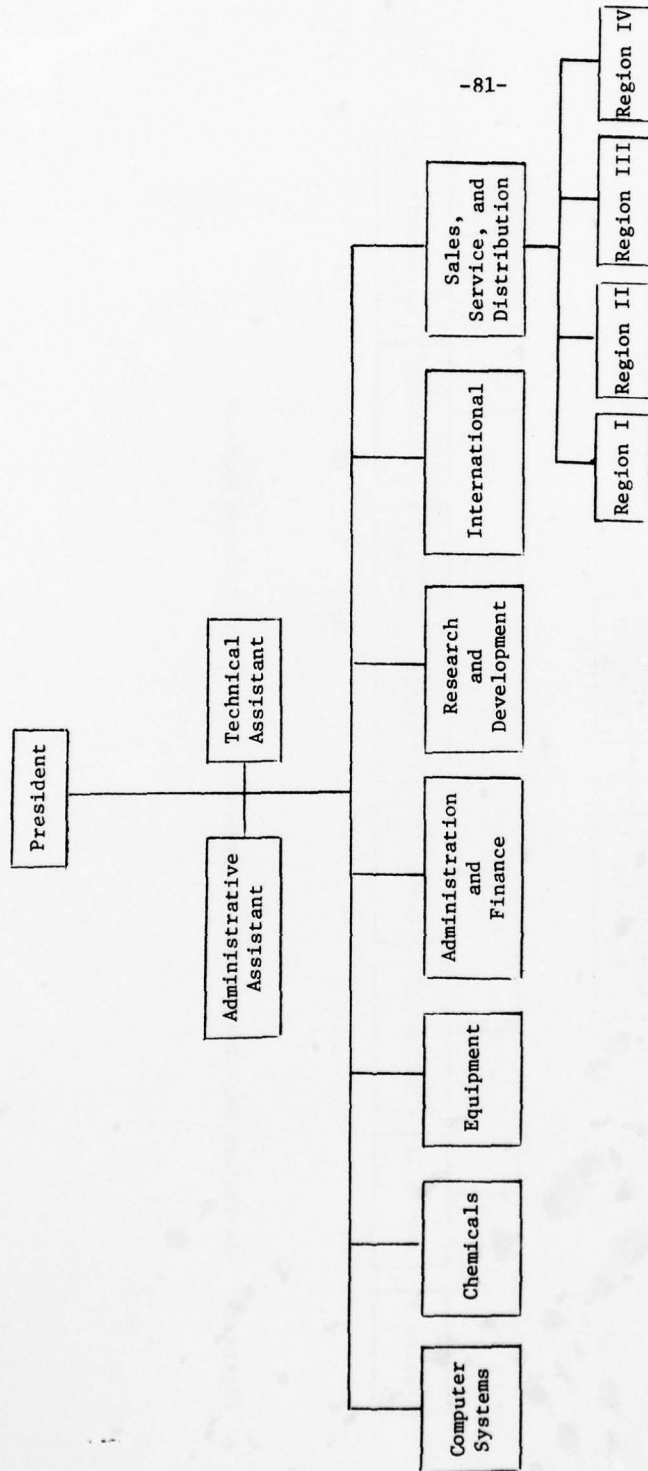 President
Administrative
Assistant
Technical
Assistant
Computer
Systems
Chemicals
Equipment
Administration
and
Finance
Research
and
Development
International
Sales,
Service, and
Distribution
Region I
Region II
Region III
Region IV
-81-